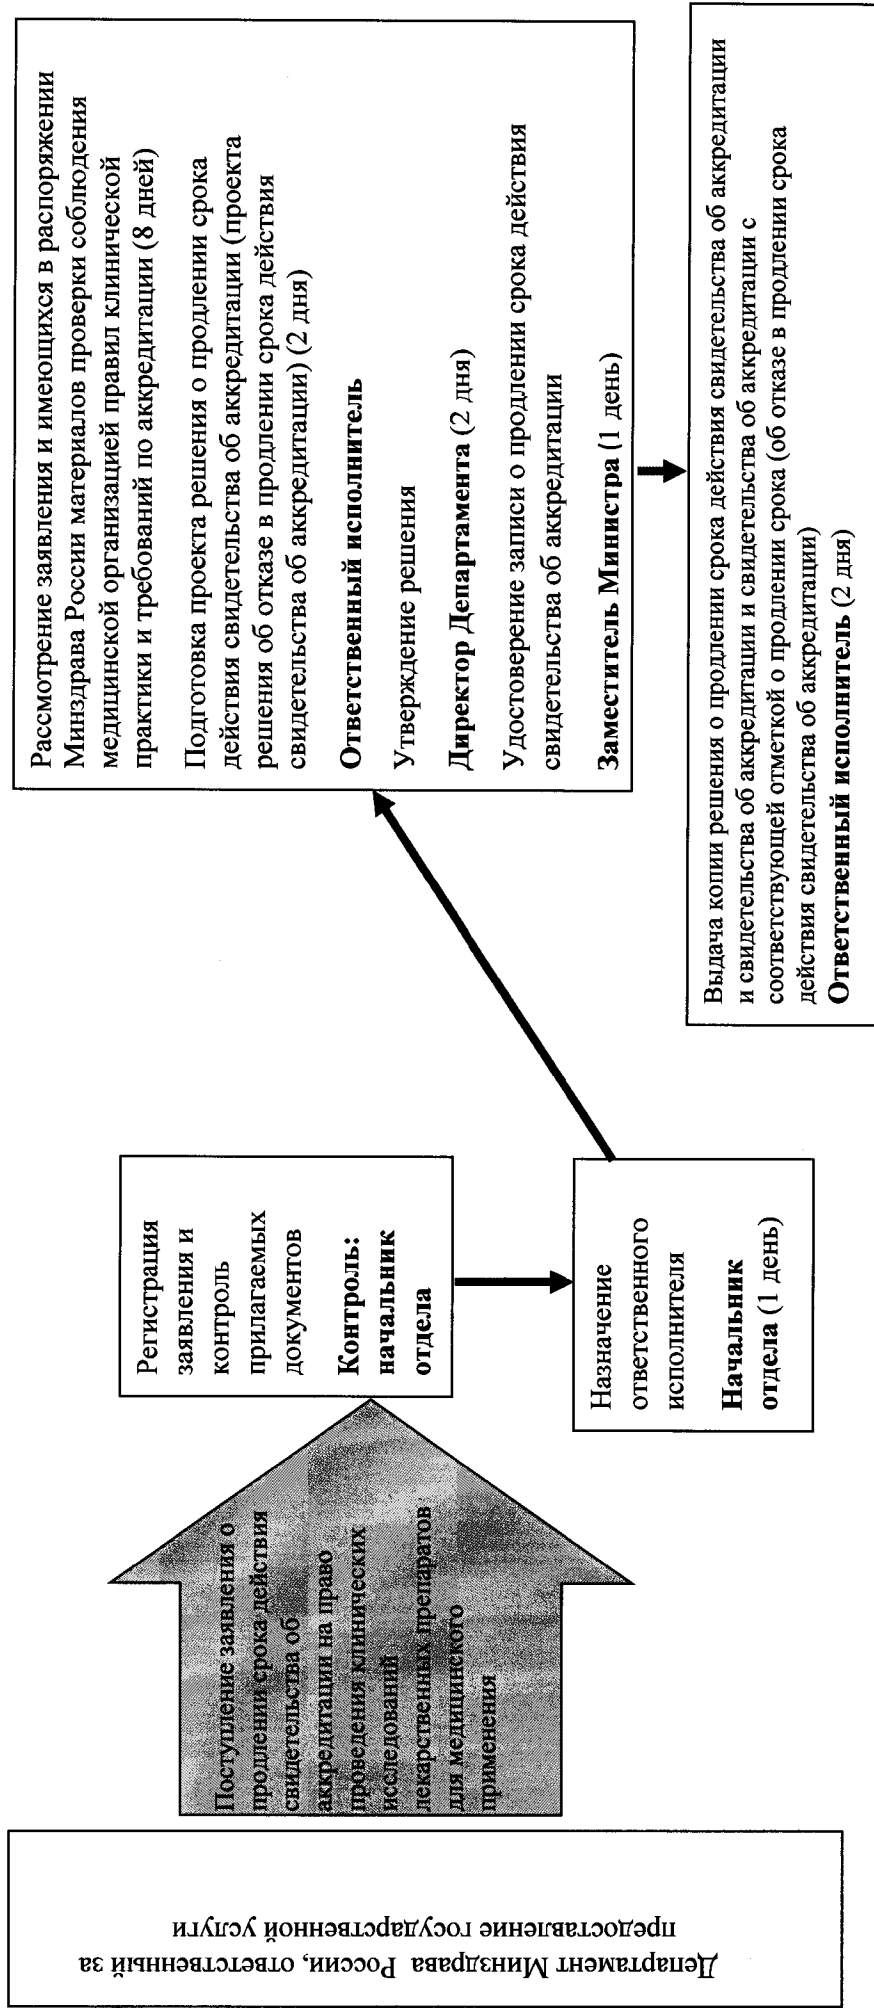 Департамент Минздрава России, ответственный за
предоставление государственной услуги
Поступление заявления о
продлении срока действия
свидетельства об
аккредитации на право
проведения клинических
исследований
лекарственных препаратов
для медицинского
применения
Регистрация
заявления и
контроль
прилагаемых
документов
Контроль:
начальник
отдела
Назначение
ответственного
исполнителя
Начальник
отдела (1 день)
Рассмотрение заявления и имеющихся в распоряжении
Минздрава России материалов проверки соблюдения
медицинской организацией правил клинической
практики и требований по аккредитации (8 дней)
Подготовка проекта решения о продлении срока
действия свидетельства об аккредитации (проекта
решения об отказе в продлении срока действия
свидетельства об аккредитации) (2 дня)
Ответственный исполнитель
Утверждение решения
Директор Департамента (2 дня)
Удостоверение записи о продлении срока действия
свидетельства об аккредитации
Заместитель Министра (1 день)
Выдача копии решения о продлении срока действия свидетельства об аккредитации
и свидетельства об аккредитации и свидетельства об аккредитации с
соответствующей отметкой о продлении срока (об отказе в продлении срока
действия свидетельства об аккредитации)
Ответственный исполнитель (2 дня)